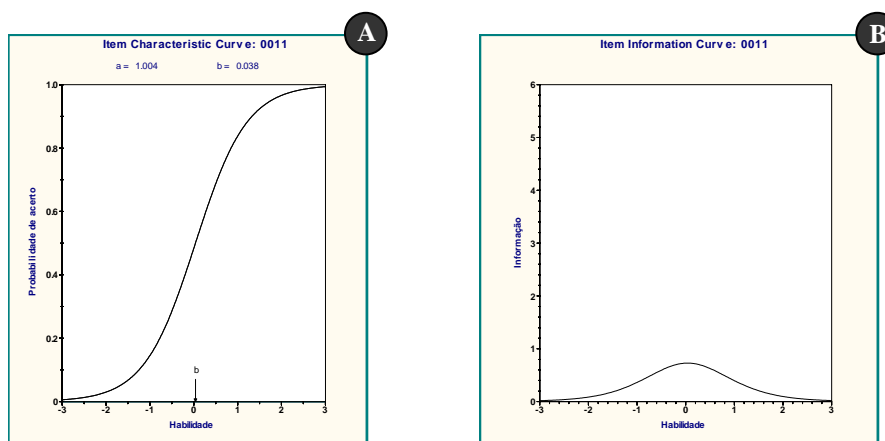 A
Item Characteristic Curve: 0011
a = 1.004 b = 0.038
1.0
0.8
0.6
0.4
0.2
0
Probabilidade de acerto
b
-3 -2 -1 0 1 2 3
Habilidade
B
Item Information Curve: 0011
6
5
4
3
2
1
0
Informação
-3 -2 -1 0 1 2 3
Habilidade